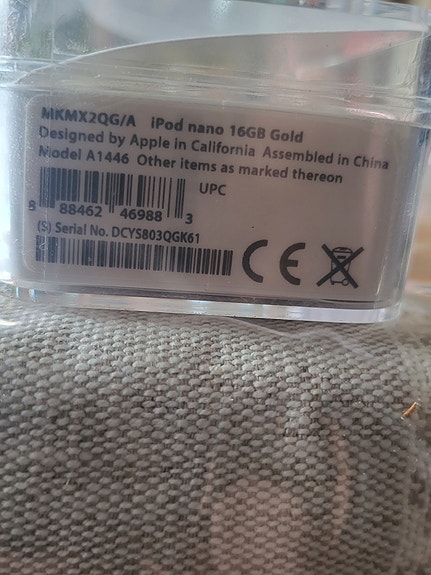 MKMX2QG/A iPod nano 16GB Gold
Designed by Apple in California Assembled in China
Model A1446 Other items as marked thereon
UPC
8 88462 46988 3
(S) Serial No. DCYS803QGK61
CE